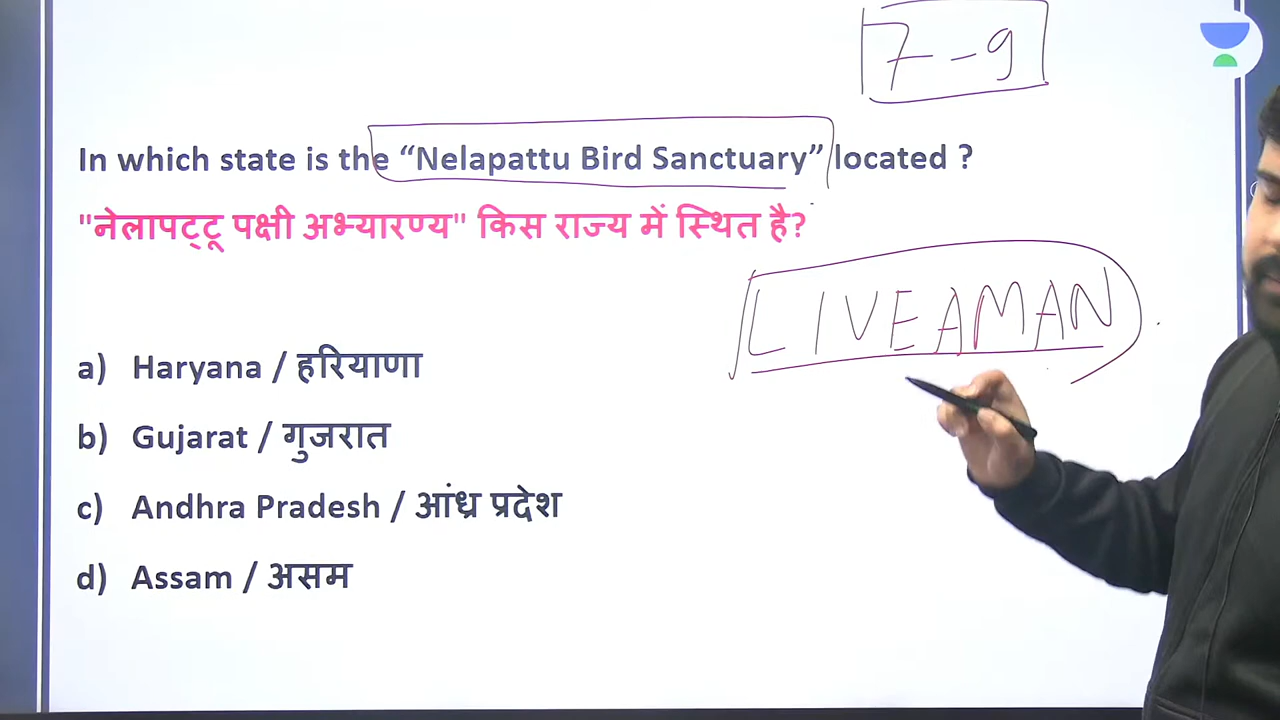 7-9
In which state is the “Nelapattu Bird Sanctuary” located ?
"नेलापट्टू पक्षी अभ्यारण्य" किस राज्य में स्थित है?
LIVEAMAN
a) Haryana / हरियाणा
b) Gujarat / गुजरात
c) Andhra Pradesh / आंध्र प्रदेश
d) Assam / असम